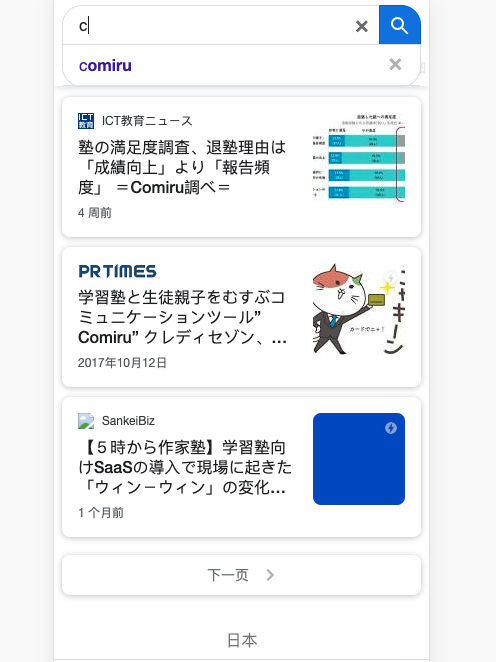 c
comiru
ICT教育ニュース
塾の満足度調査、退塾理由は
「成績向上」より「報告頻
度」 ＝Comiru調べ＝
4 周前
PR TIMES
学習塾と生徒親子をむすぶコ
ミュニケーションツール”
Comiru” クレディセゾン、...
2017年10月12日
カードでニャ！
ニャキーン
SankeiBiz
【５時から作家塾】学習塾向
けSaaSの導入で現場に起きた
「ウィン－ウィン」の変化...
1 个月前
下一页
日本